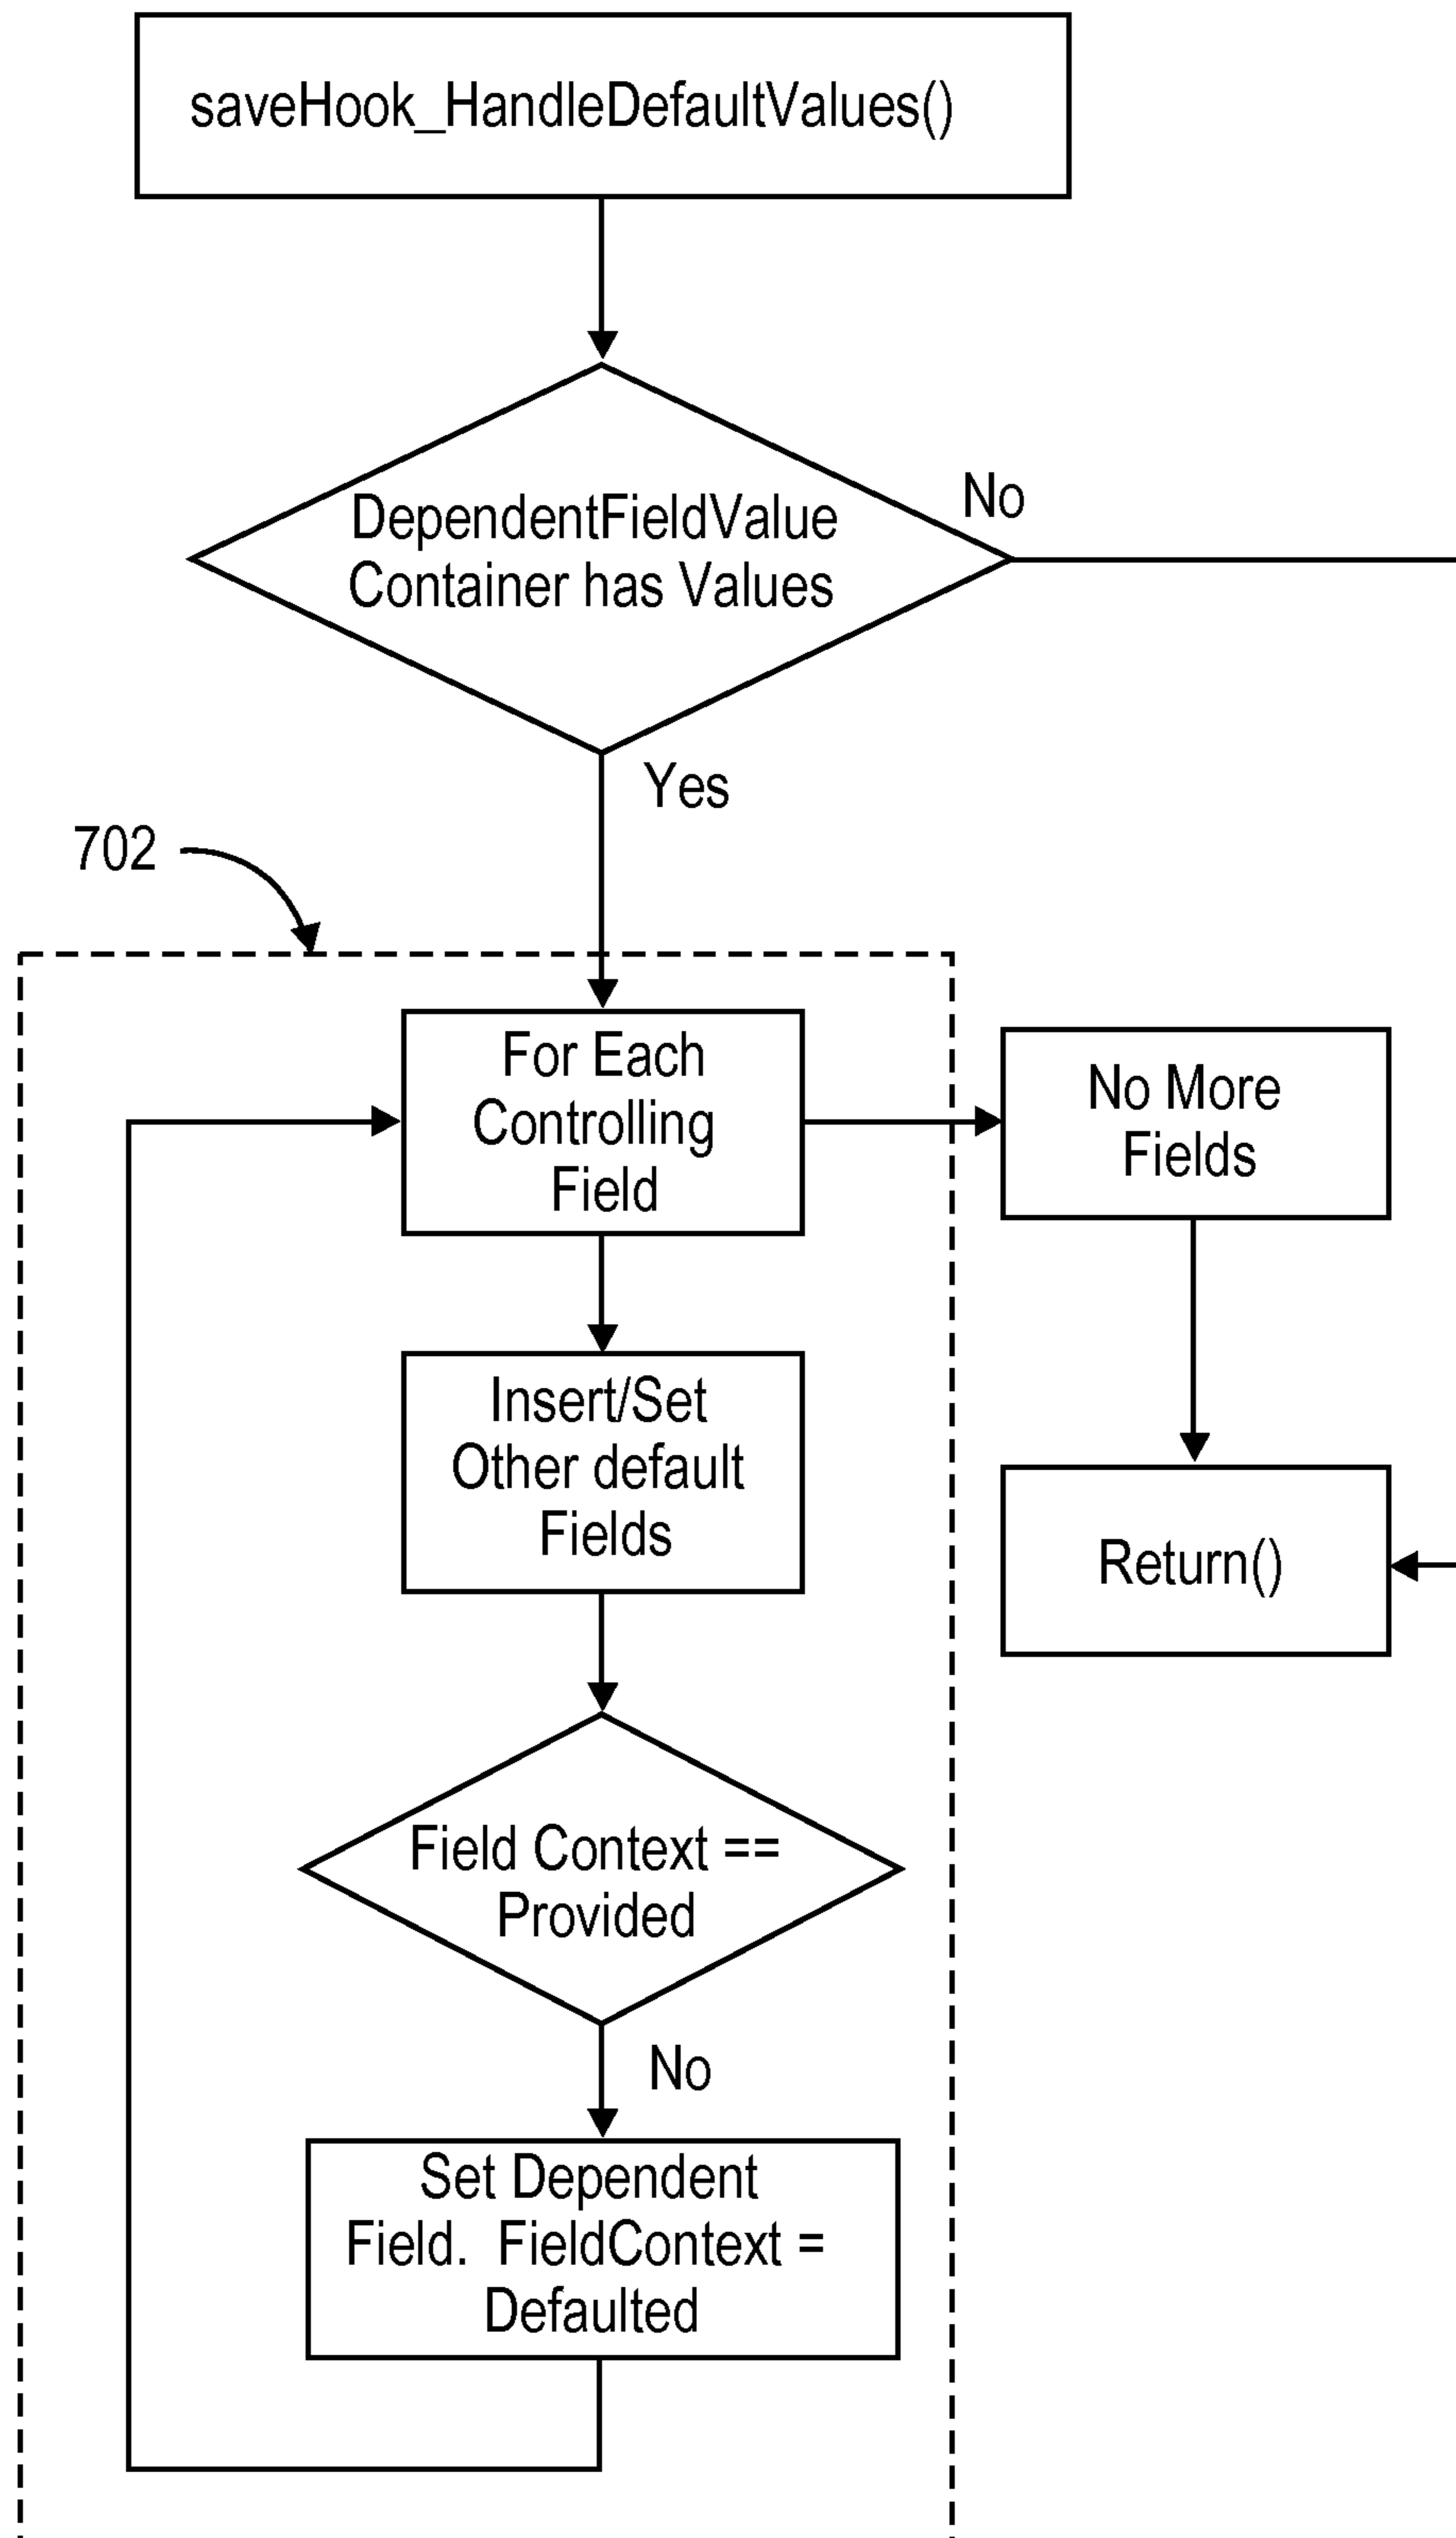 saveHook_HandleDefaultValues()
DependentFieldValue
Container has Values
No
Yes
702
For Each
Controlling
Field
No More
Fields
Insert/Set
Other default
Fields
Return()
Field Context ==
Provided
No
Set Dependent
Field. FieldContext =
Defaulted